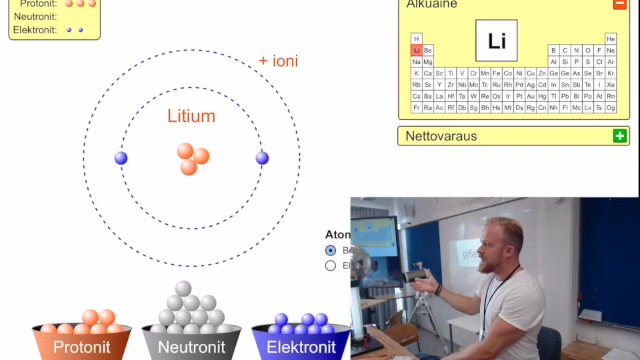 Protonit:
Neutronit:
Elektronit:
+ ioni
Litium
Protonit
Neutronit
Elektronit
Alkuaine
Li
H He
Li Be B C N O F Ne
Na Mg Al Si P S Cl Ar
K Ca Sc Ti V Cr Mn Fe Co Ni Cu Zn Ga Ge As Se Br Kr
Rb Sr Y Zr Nb Mo Tc Ru Rh Pd Ag Cd In Sn Sb Te I Xe
Cs Ba La Hf Ta W Re Os Ir Pt Au Hg Tl Pb Bi Po At Rn
Fr Ra Ac Rf Db Sg Bh Hs Mt Ds Rg Cn Nh Fl Mc Lv Ts Og
Nettovaraus